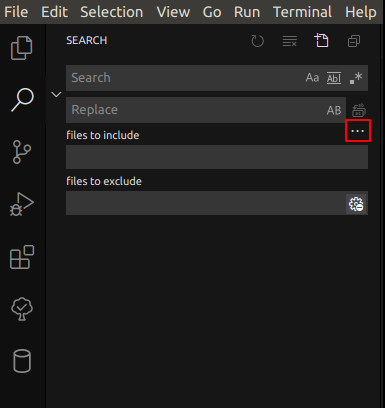 File Edit Selection View Go Run Terminal Help
SEARCH
Search Aa Abl .*
Replace AB
...
files to include
files to exclude